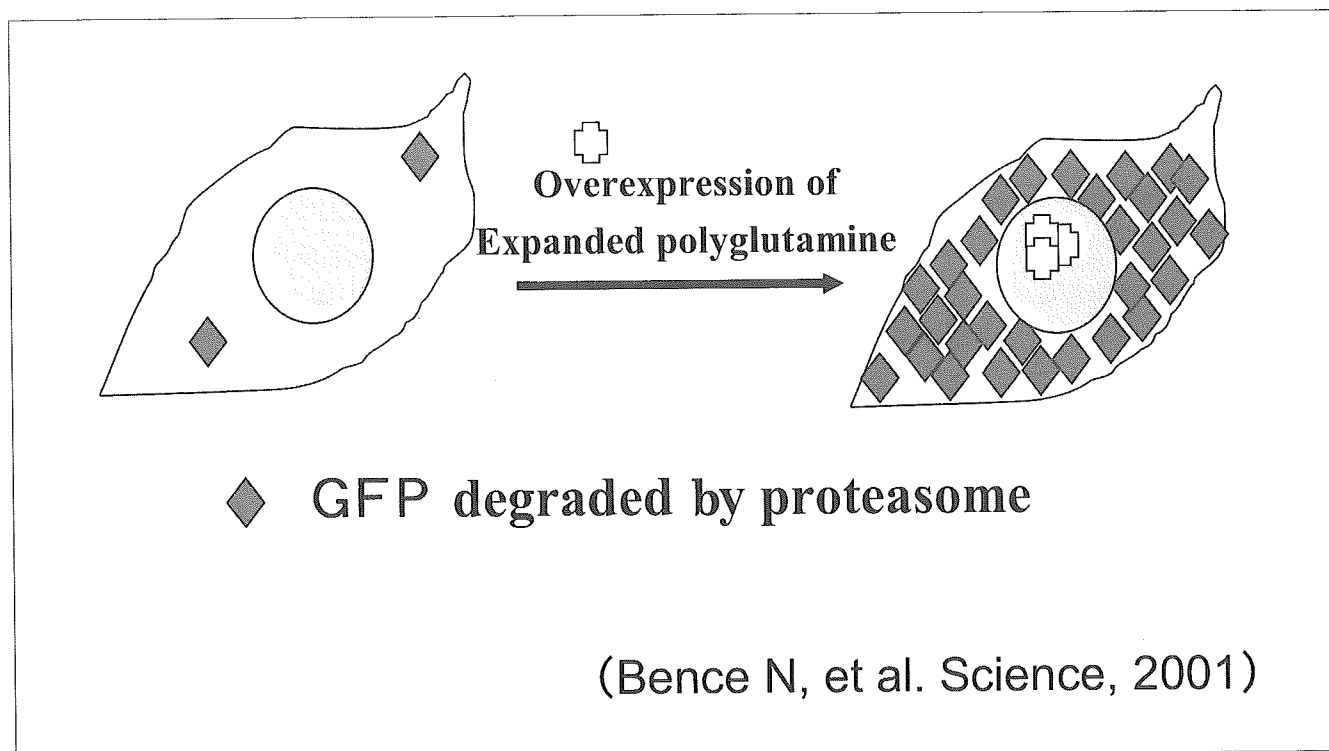 Overexpression of
Expanded polyglutamine
GFP degraded by proteasome
(Bence N, et al. Science, 2001)